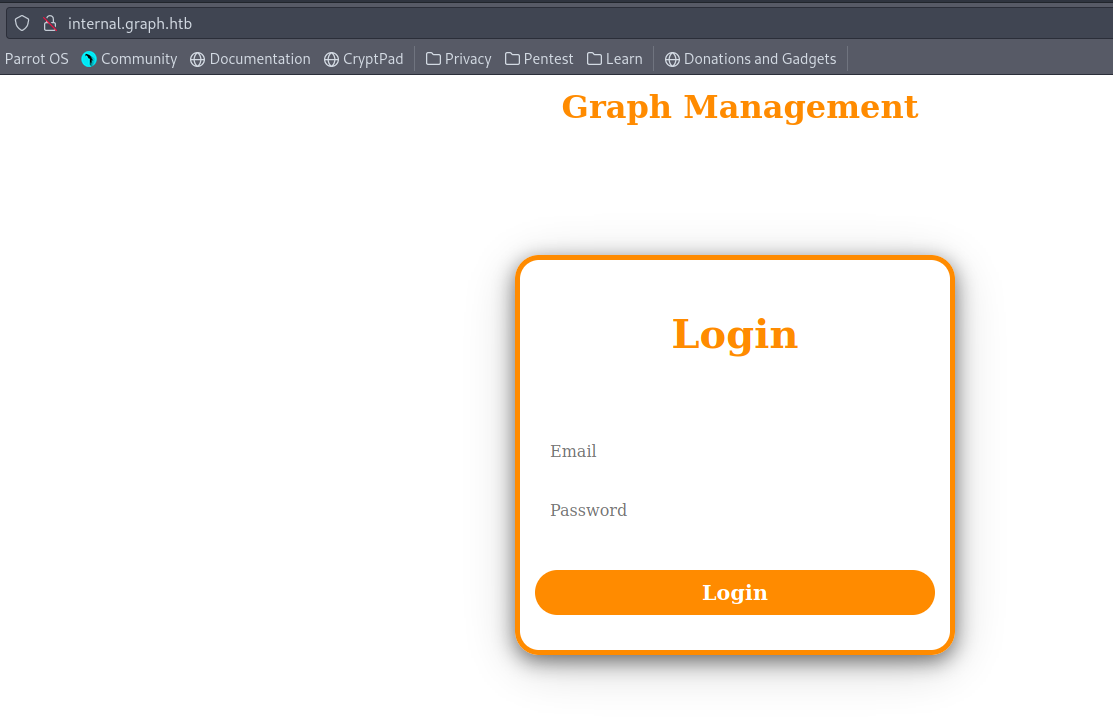 internal.graph.htb
Parrot OS Community Documentation CryptPad Privacy Pentest Learn Donations and Gadgets
Graph Management
Login
Email
Password
Login